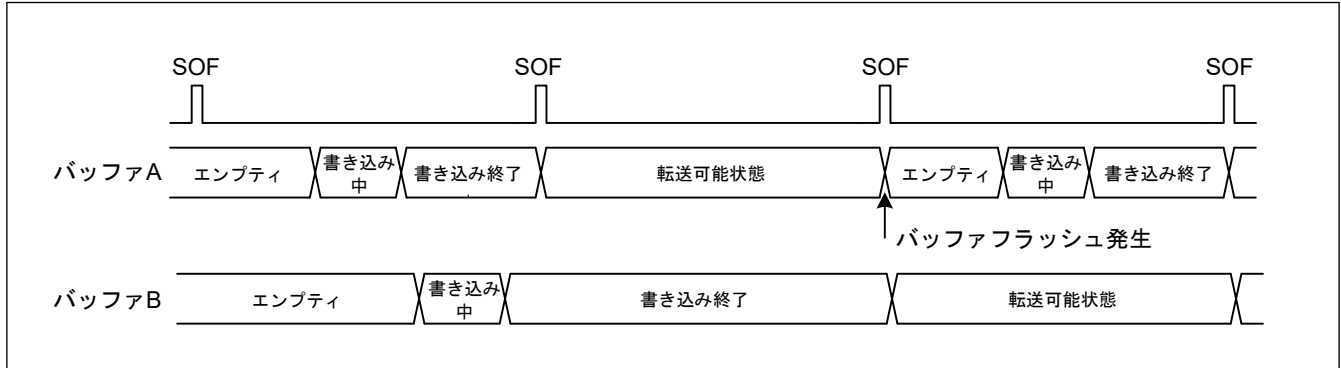 SOF SOF SOF SOF
バッファA エンプティ 書き込み中 書き込み終了 転送可能状態 エンプティ 書き込み中 書き込み終了
バッファフラッシュ発生
バッファB エンプティ 書き込み中 書き込み終了 転送可能状態